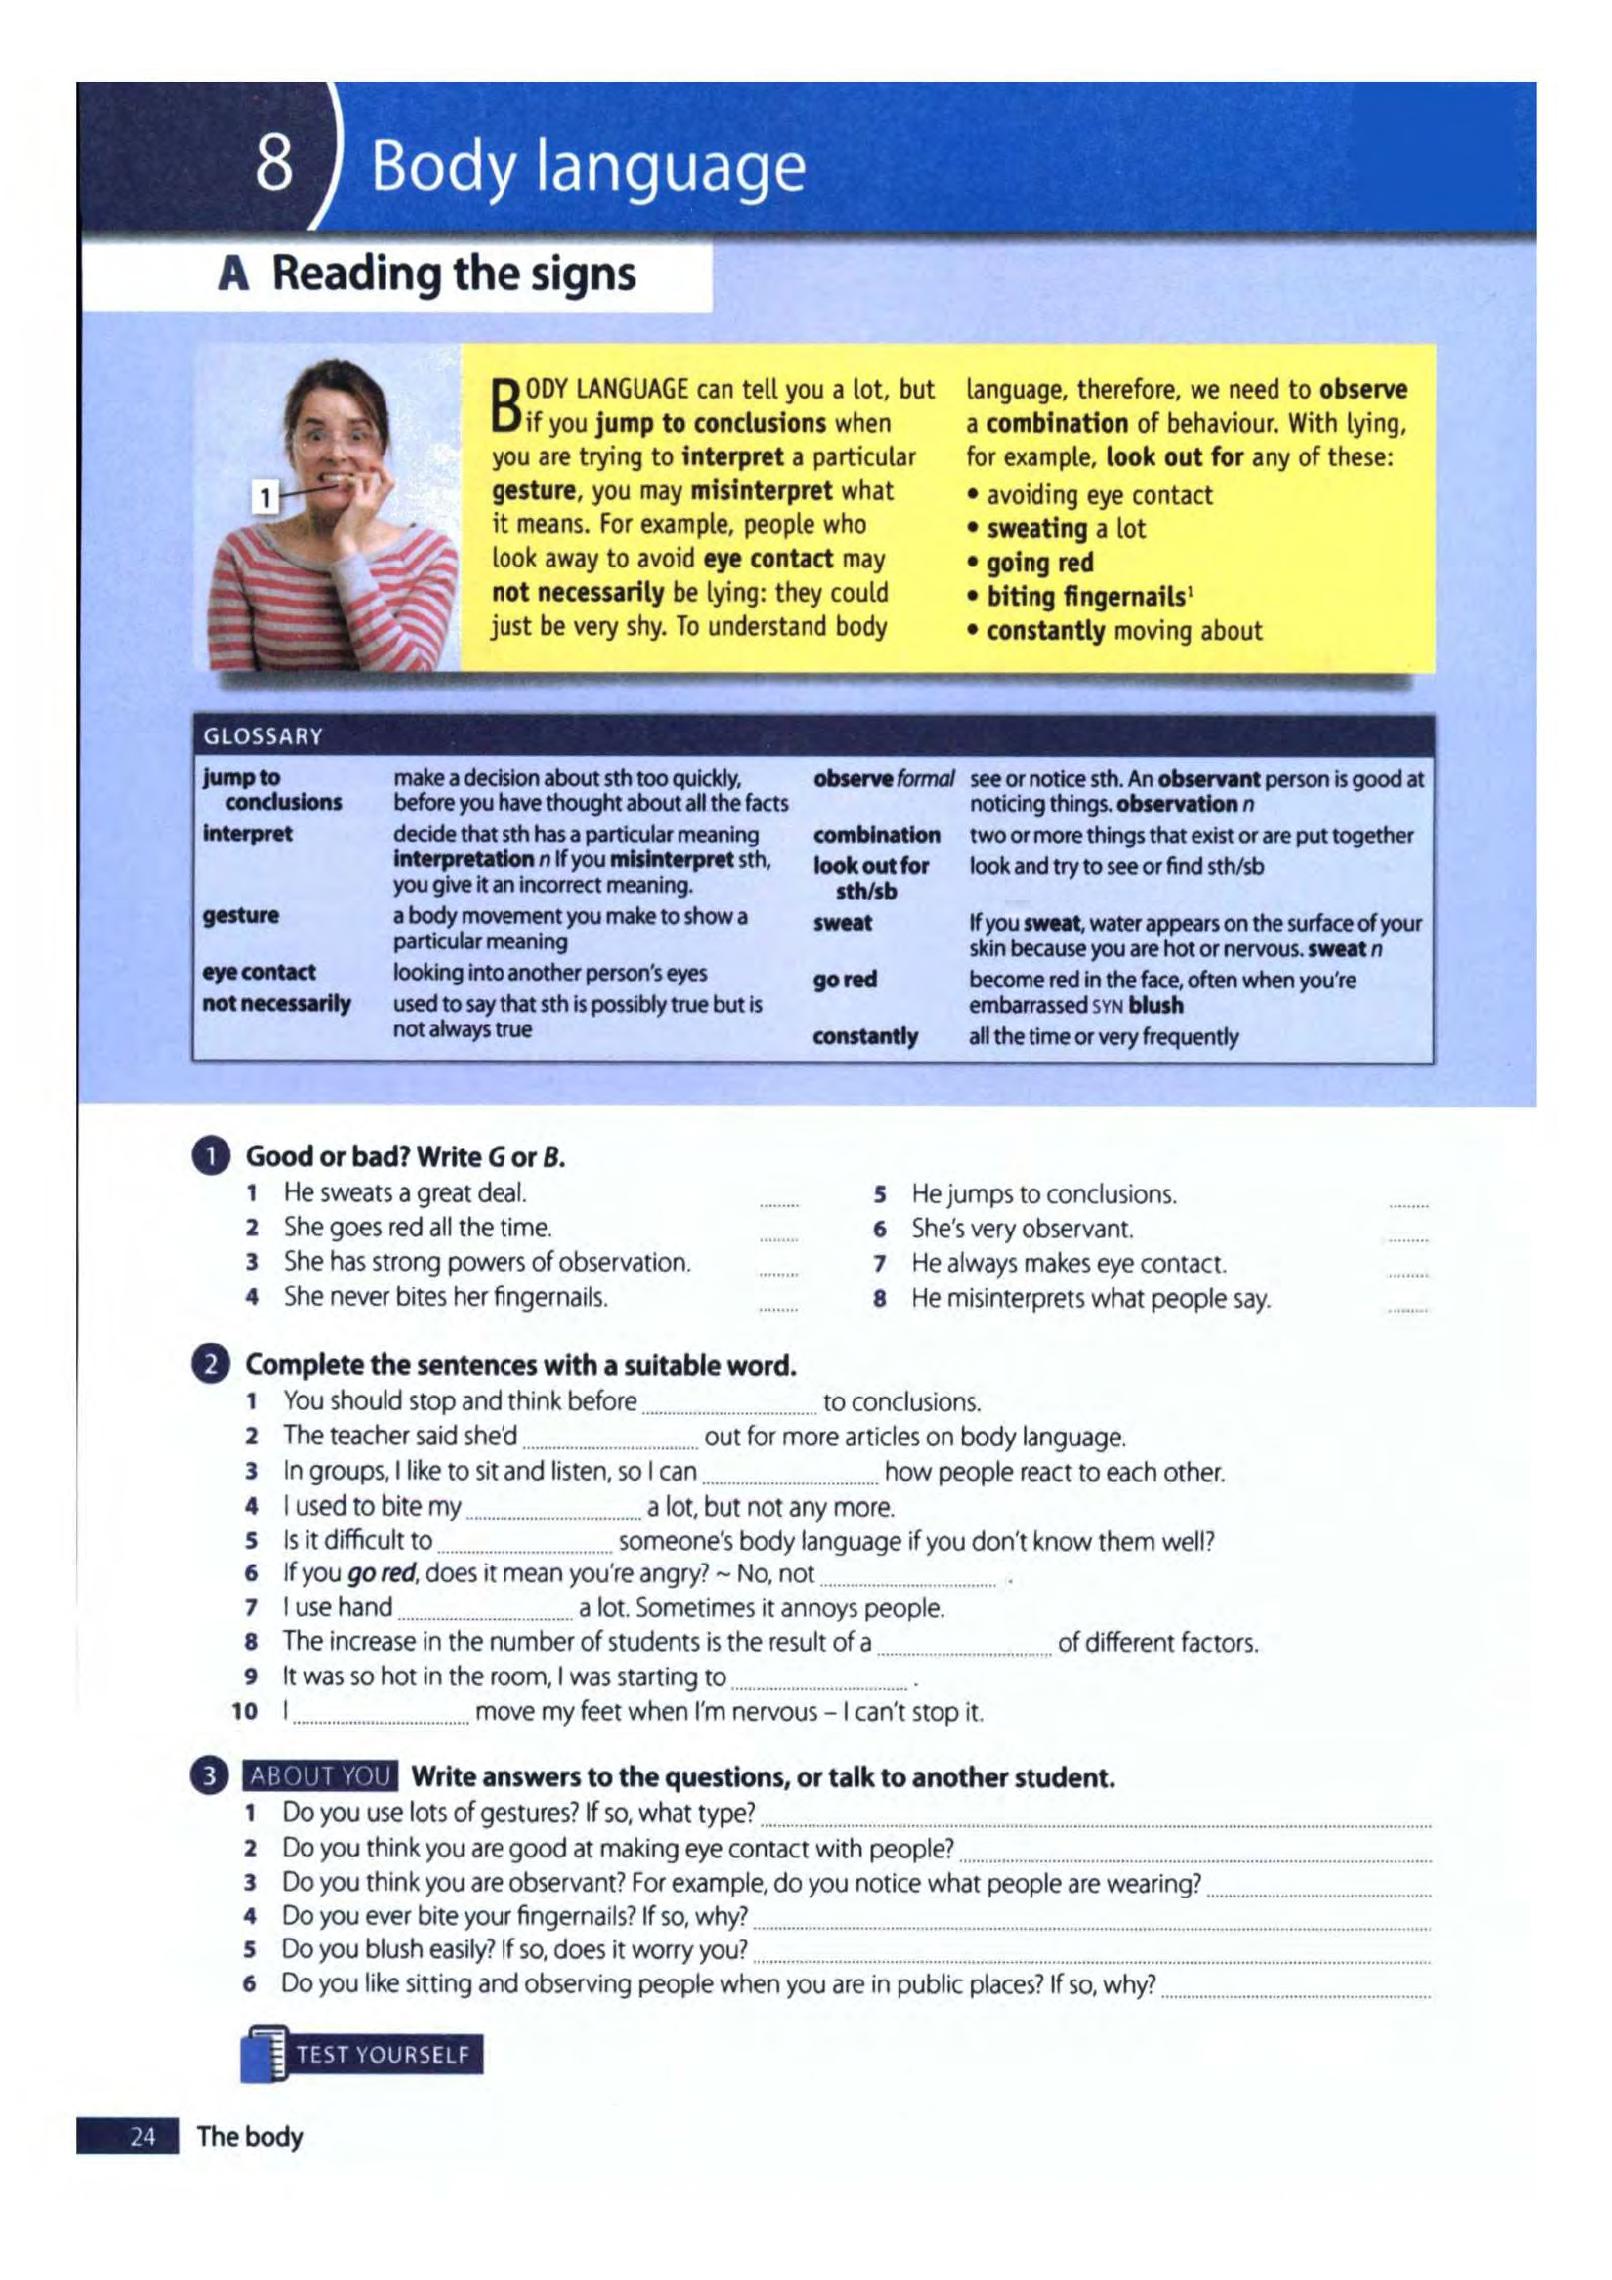 8 Body language
A Reading the signs
1
BODY LANGUAGE can tell you a lot, but
if you jump to conclusions when
you are trying to interpret a particular
gesture, you may misinterpret what
it means. For example, people who
look away to avoid eye contact may
not necessarily be lying: they could
just be very shy. To understand body
language, therefore, we need to observe
a combination of behaviour. With lying,
for example, look out for any of these:
• avoiding eye contact
• sweating a lot
• going red
• biting fingernails¹
• constantly moving about
GLOSSARY
jump to
conclusions
make a decision about sth too quickly,
before you have thought about all the facts
interpret
decide that sth has a particular meaning
interpretation n If you misinterpret sth,
you give it an incorrect meaning.
gesture
a body movement you make to show a
particular meaning
eye contact
looking into another person's eyes
not necessarily
used to say that sth is possibly true but is
not always true
observe formal
see or notice sth. An observant person is good at
noticing things. observation n
combination
two or more things that exist or are put together
look out for
sth/sb
look and try to see or find sth/sb
sweat
If you sweat, water appears on the surface of your
skin because you are hot or nervous. sweat n
go red
become red in the face, often when you're
embarrassed SYN blush
constantly
all the time or very frequently
1 Good or bad? Write G or B.
1 He sweats a great deal. ........
2 She goes red all the time. ........
3 She has strong powers of observation. ........
4 She never bites her fingernails. ........
5 He jumps to conclusions. ........
6 She's very observant. ........
7 He always makes eye contact. ........
8 He misinterprets what people say. ........
2 Complete the sentences with a suitable word.
1 You should stop and think before ........ to conclusions.
2 The teacher said she'd ........ out for more articles on body language.
3 In groups, I like to sit and listen, so I can ........ how people react to each other.
4 I used to bite my ........ a lot, but not any more.
5 Is it difficult to ........ someone's body language if you don't know them well?
6 If you go red, does it mean you're angry? ~ No, not ........ .
7 I use hand ........ a lot. Sometimes it annoys people.
8 The increase in the number of students is the result of a ........ of different factors.
9 It was so hot in the room, I was starting to ........ .
10 I ........ move my feet when I'm nervous – I can't stop it.
3 ABOUT YOU Write answers to the questions, or talk to another student.
1 Do you use lots of gestures? If so, what type? ........
2 Do you think you are good at making eye contact with people? ........
3 Do you think you are observant? For example, do you notice what people are wearing? ........
4 Do you ever bite your fingernails? If so, why? ........
5 Do you blush easily? If so, does it worry you? ........
6 Do you like sitting and observing people when you are in public places? If so, why? ........
TEST YOURSELF
24 The body